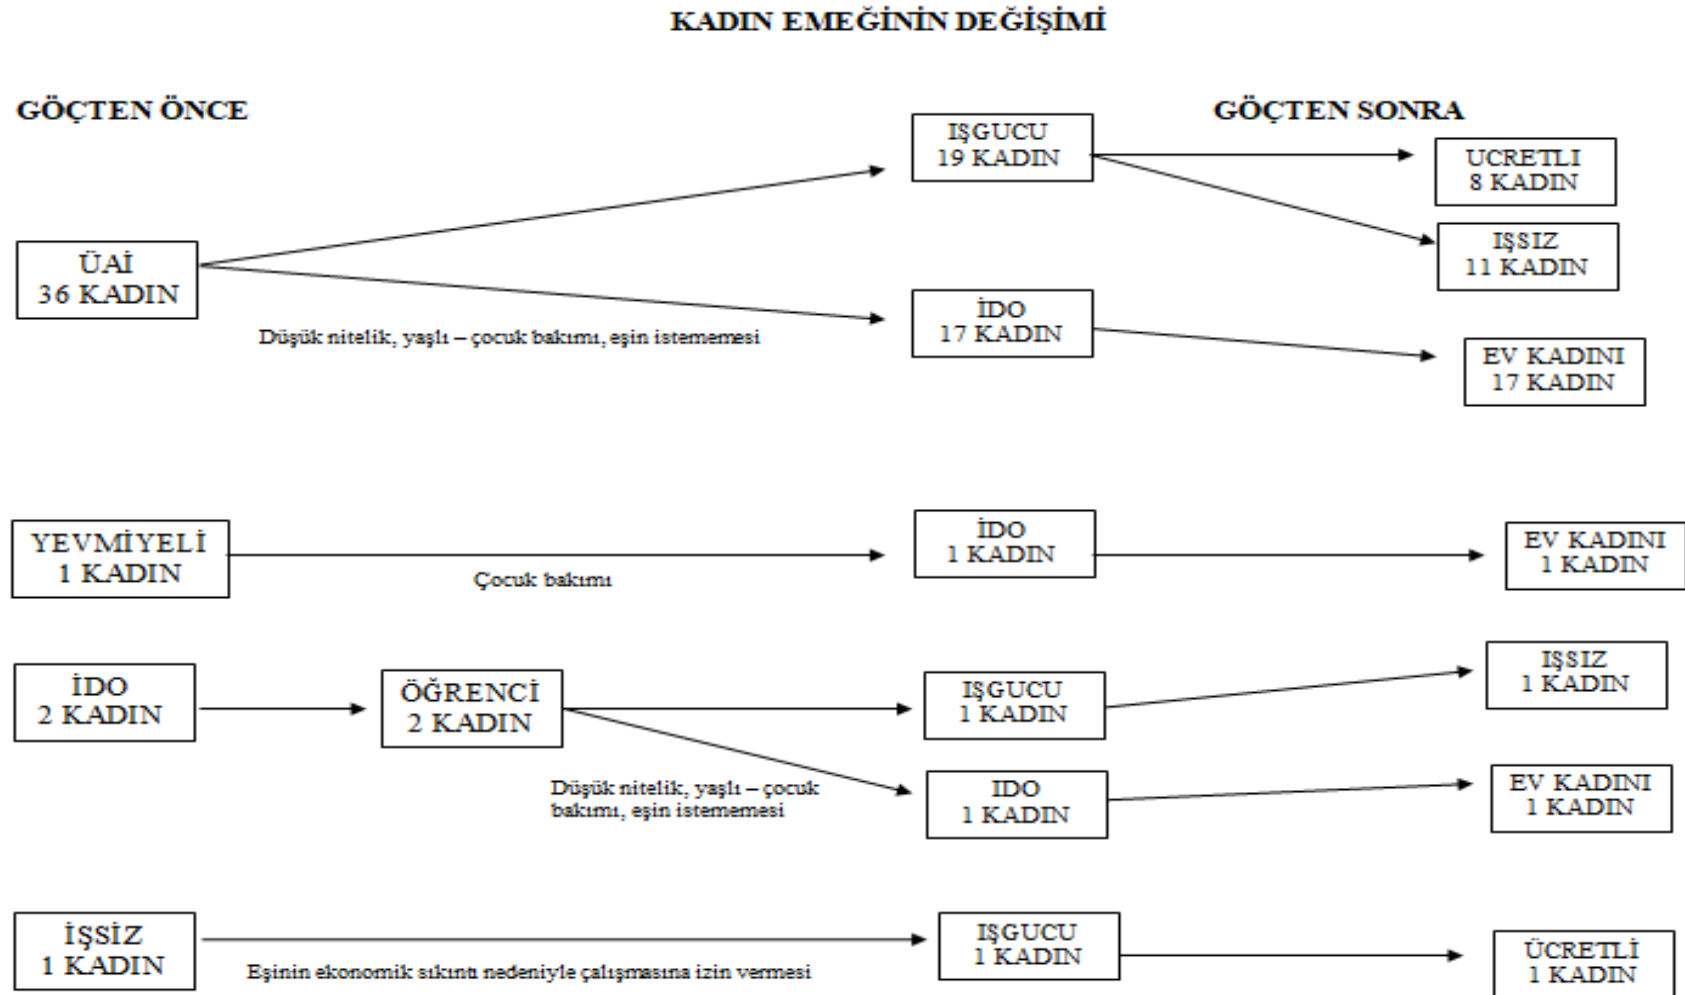 KADIN EMEĞİNİN DEĞİŞİMİ
GÖÇTEN ÖNCE
GÖÇTEN SONRA
ÜAİ
36 KADIN
IŞGUCU
19 KADIN
UCRETLI
8 KADIN
IŞSIZ
11 KADIN
Düşük nitelik, yaşlı – çocuk bakımı, eşin istememesi
İDO
17 KADIN
EV KADINI
17 KADIN
YEVMİYELİ
1 KADIN
Çocuk bakımı
İDO
1 KADIN
EV KADINI
1 KADIN
İDO
2 KADIN
ÖĞRENCİ
2 KADIN
IŞGUCU
1 KADIN
IŞSIZ
1 KADIN
Düşük nitelik, yaşlı – çocuk
bakımı, eşin istememesi
IDO
1 KADIN
EV KADINI
1 KADIN
İŞSİZ
1 KADIN
Eşinin ekonomik sıkıntı nedeniyle çalışmasına izin vermesi
IŞGUCU
1 KADIN
ÜCRETLİ
1 KADIN